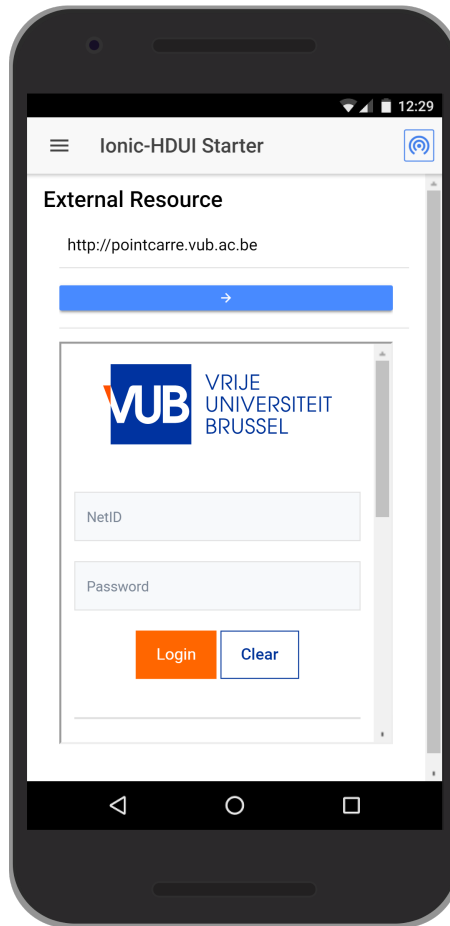 12:29
Ionic-HDUI Starter
External Resource
http://pointcarre.vub.ac.be
VUB
VRIJE
UNIVERSITEIT
BRUSSEL
NetID
Password
Login Clear